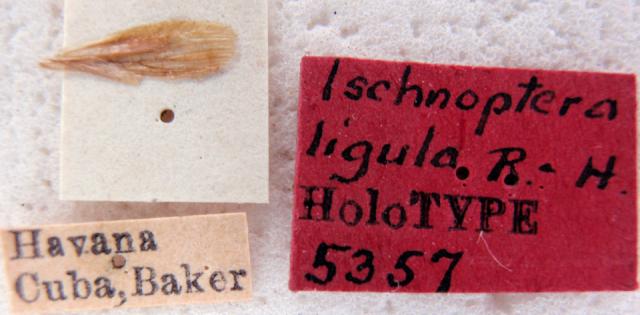 Havana
Cuba, Baker
Ischnoptera
ligula. R.-H.
HoloTYPE
5357